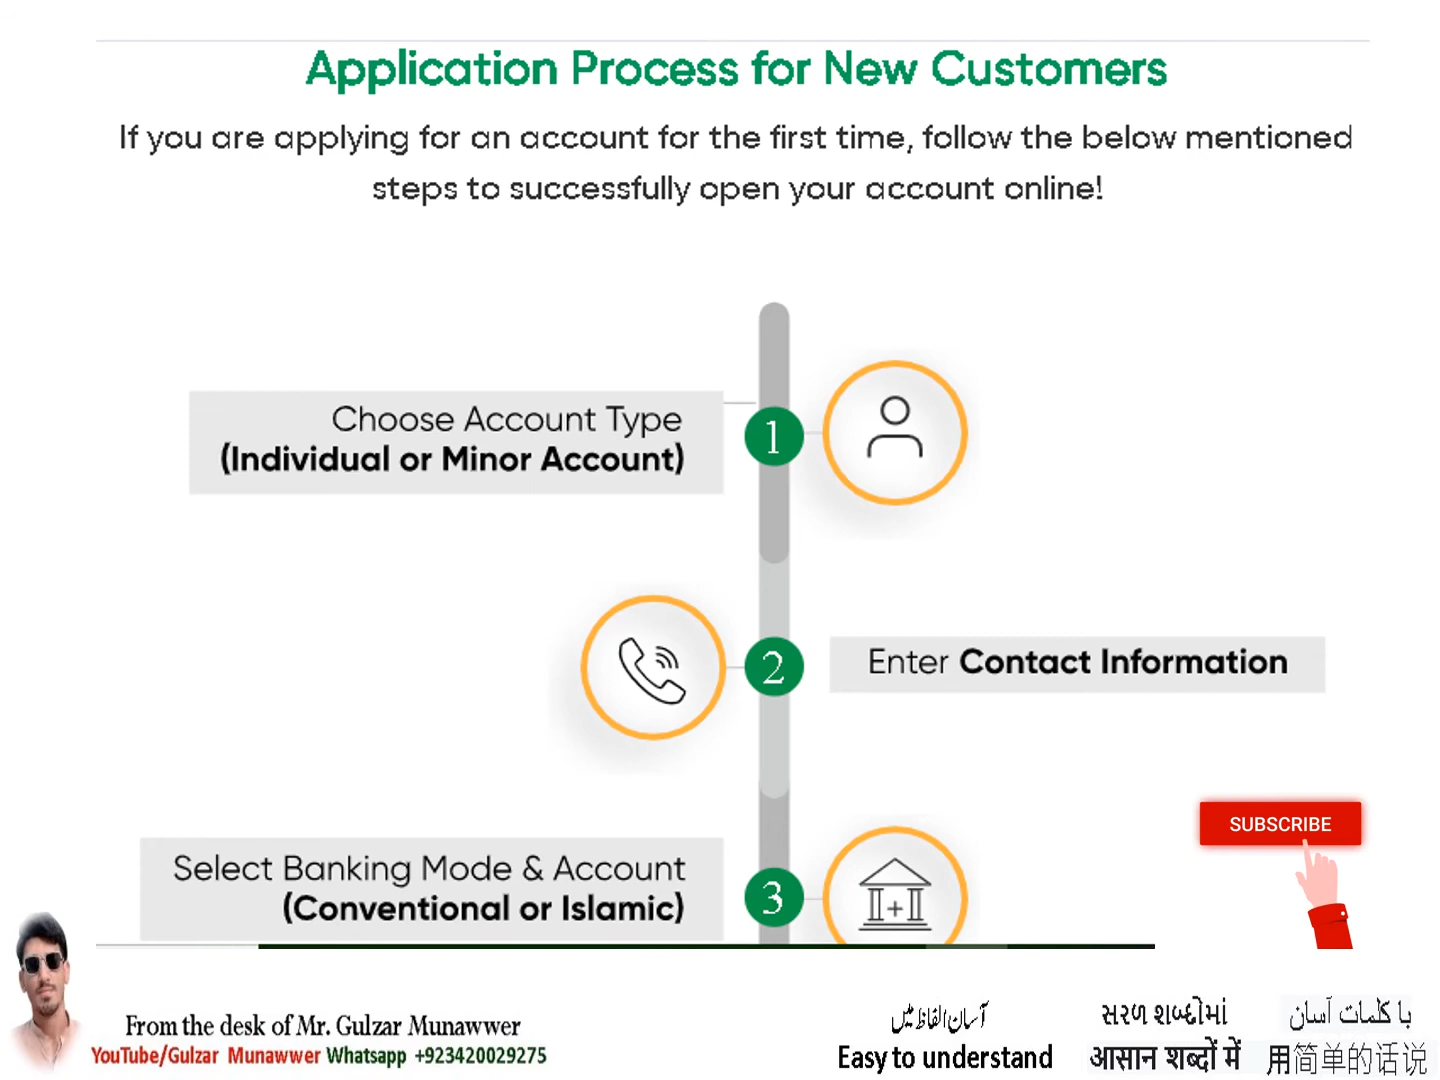 Application Process for New Customers
If you are applying for an account for the first time, follow the below mentioned
steps to successfully open your account online!
Choose Account Type
(Individual or Minor Account)
1
2
Enter Contact Information
Select Banking Mode & Account
(Conventional or Islamic)
3
SUBSCRIBE
From the desk of Mr. Gulzar Munawwer
YouTube/Gulzar Munawwer Whatsapp +923420029275
آسان الفاظ میں
Easy to understand
સરળ શબ્દોમાં
आसान शब्दों में
با کلمات آسان
用简单的话说